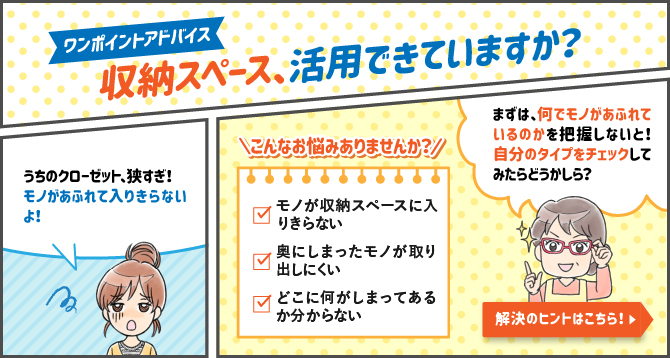 ワンポイントアドバイス
収納スペース、活用できていますか?
うちのクローゼット、狭すぎ!
モノがあふれて入りきらない
よ!
こんなお悩みありませんか?
モノが収納スペースに入
りきらない
奥にしまったモノが取り
出しにくい
どこに何がしまってある
か分からない
まずは、何でモノがあふれて
いるのかを把握しないと!
自分のタイプをチェックして
みたらどうかしら?
解決のヒントはこちら!